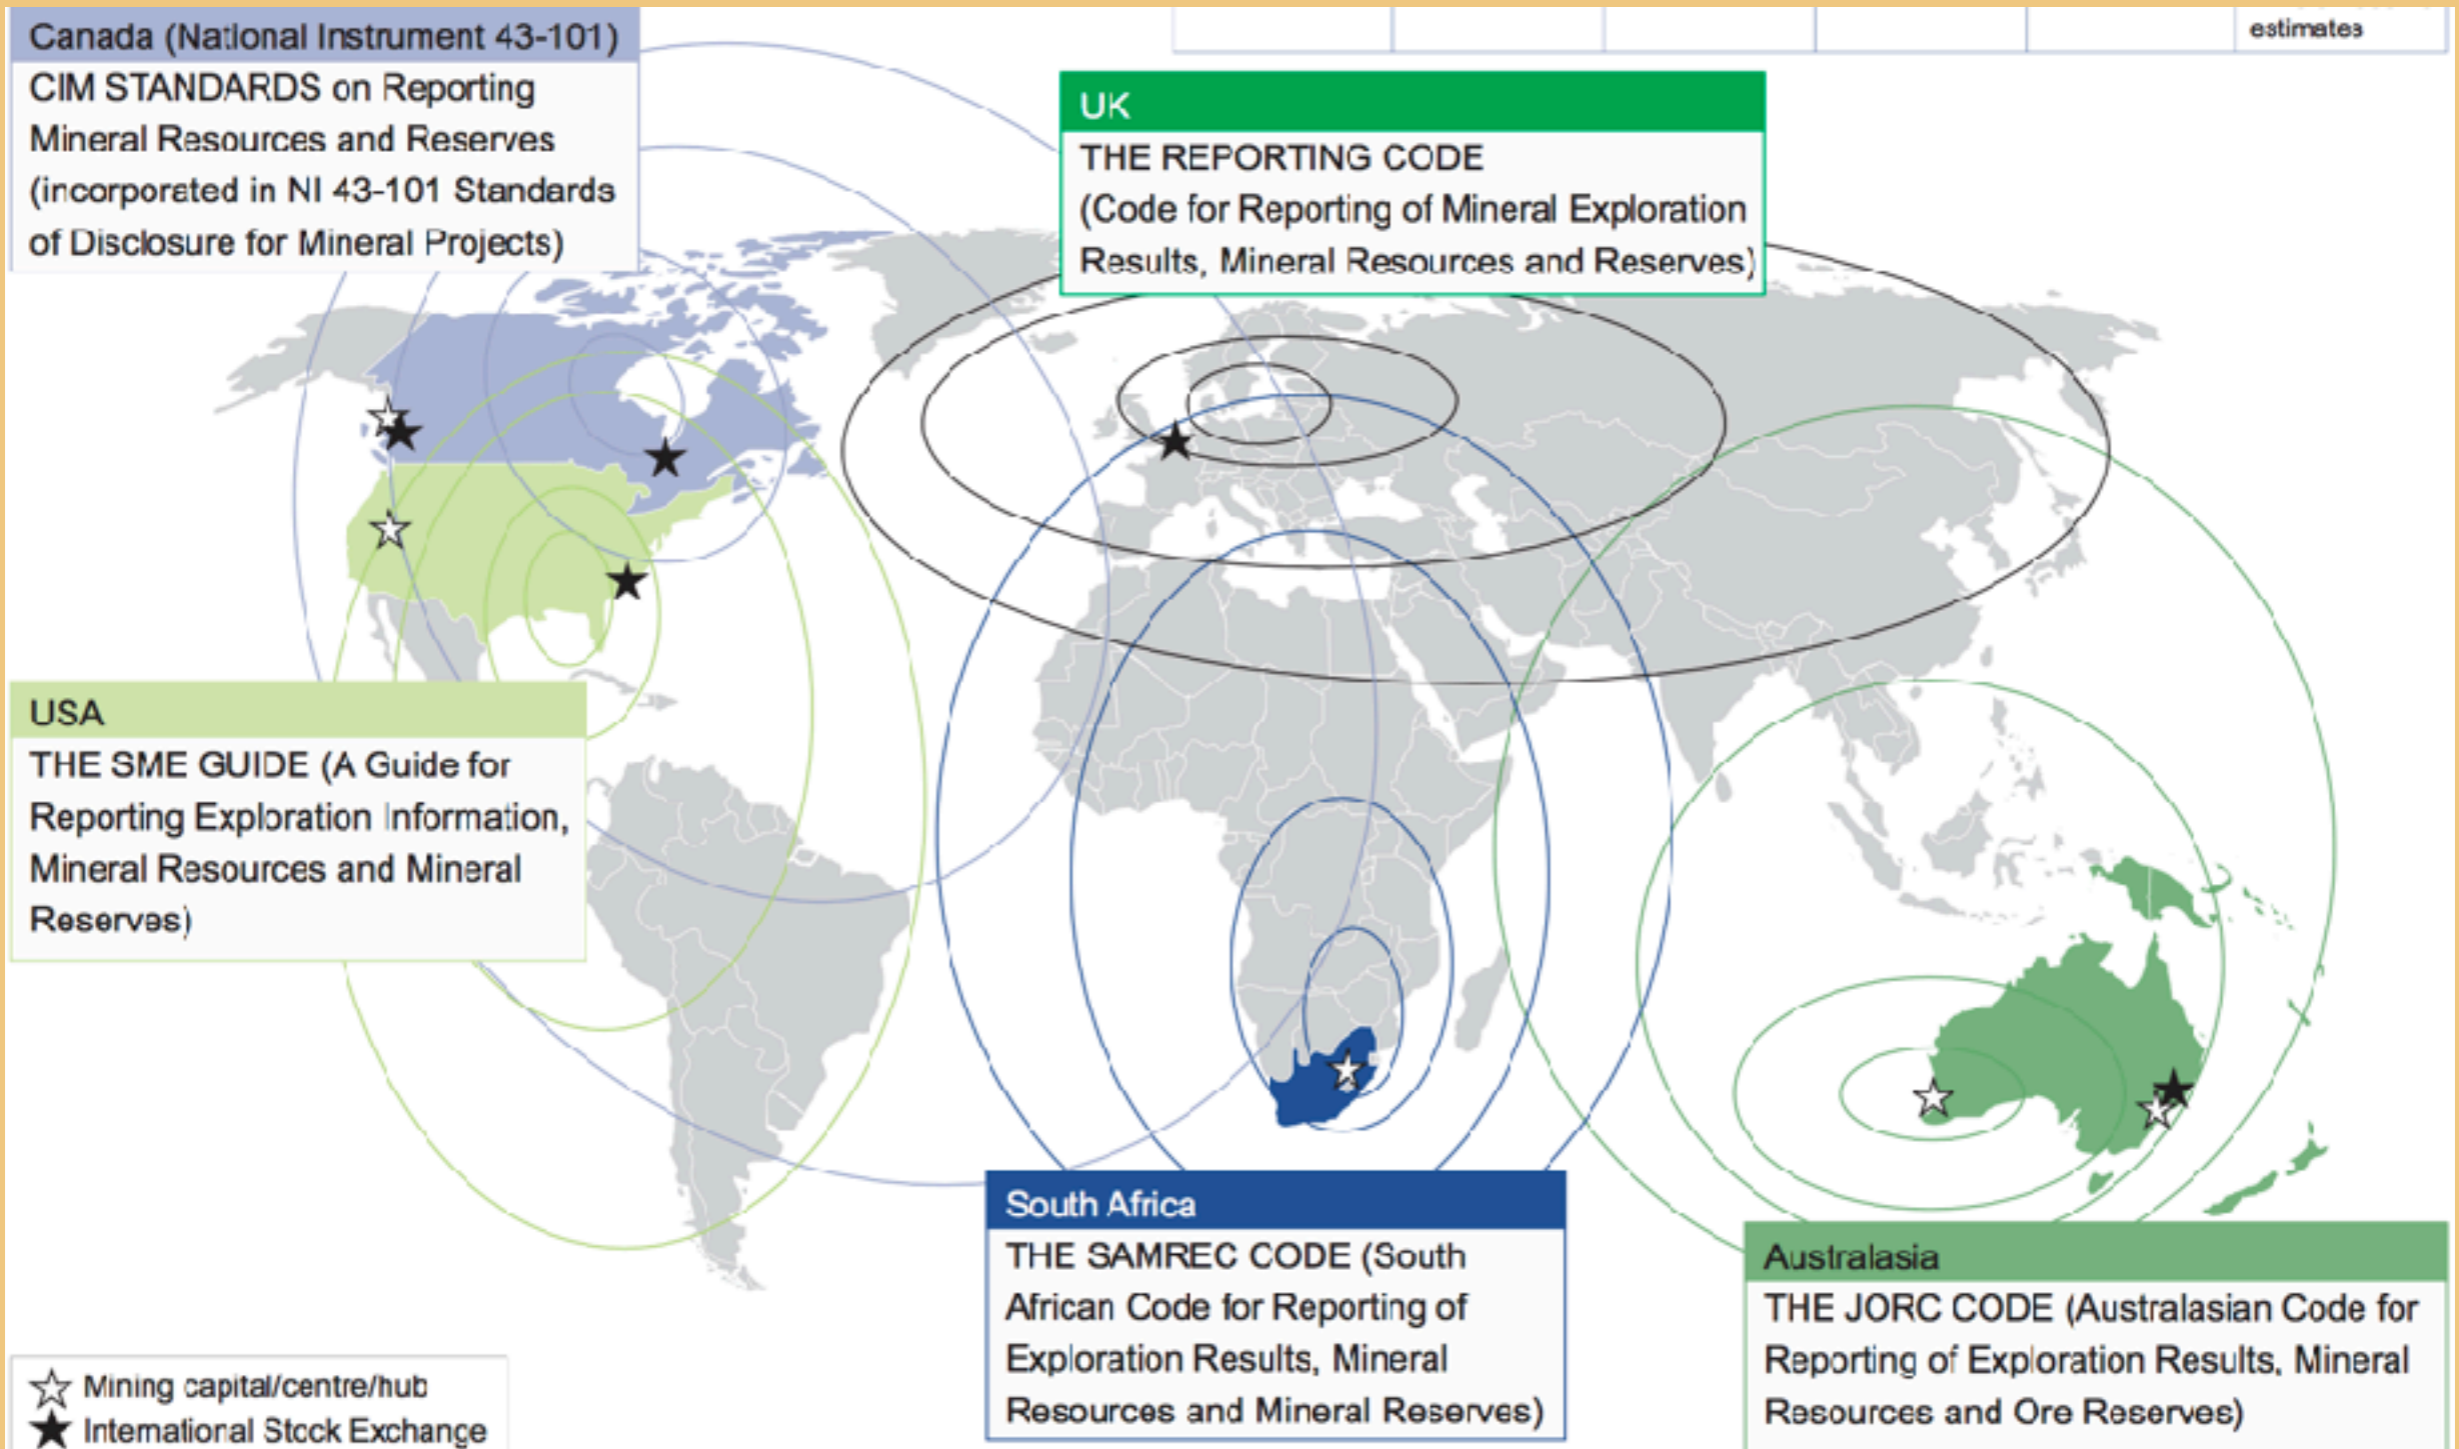 Canada (National Instrument 43-101)
CIM STANDARDS on Reporting
Mineral Resources and Reserves
(incorporated in NI 43-101 Standards
of Disclosure for Mineral Projects)
estimates
UK
THE REPORTING CODE
(Code for Reporting of Mineral Exploration
Results, Mineral Resources and Reserves)
USA
THE SME GUIDE (A Guide for
Reporting Exploration Information,
Mineral Resources and Mineral
Reserves)
South Africa
THE SAMREC CODE (South
African Code for Reporting of
Exploration Results, Mineral
Resources and Mineral Reserves)
Australasia
THE JORC CODE (Australasian Code for
Reporting of Exploration Results, Mineral
Resources and Ore Reserves)
Mining capital/centre/hub
International Stock Exchange